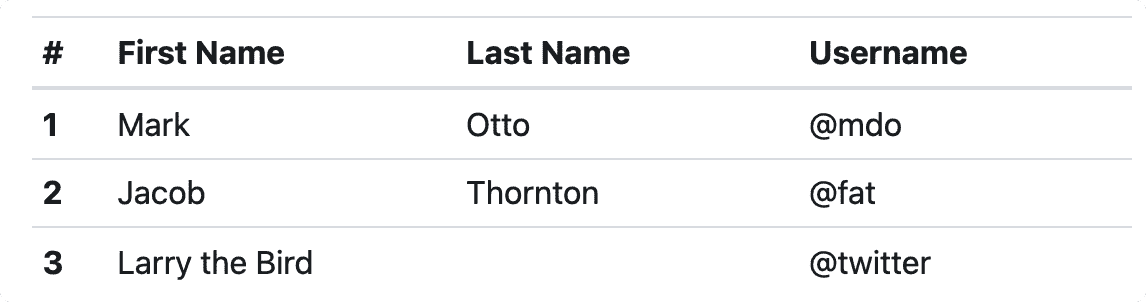 # First Name Last Name Username
1 Mark Otto @mdo
2 Jacob Thornton @fat
3 Larry the Bird @twitter